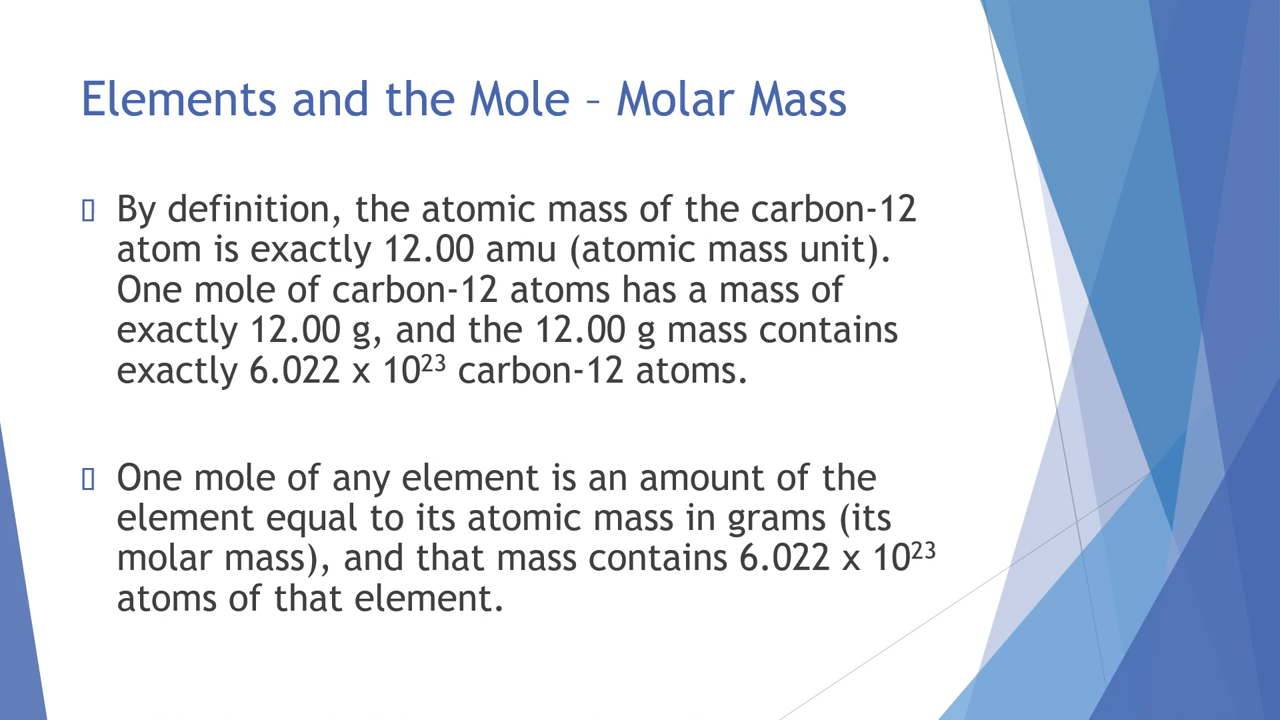 Elements and the Mole – Molar Mass
By definition, the atomic mass of the carbon-12
atom is exactly 12.00 amu (atomic mass unit).
One mole of carbon-12 atoms has a mass of
exactly 12.00 g, and the 12.00 g mass contains
exactly 6.022 x 10²³ carbon-12 atoms.
One mole of any element is an amount of the
element equal to its atomic mass in grams (its
molar mass), and that mass contains 6.022 x 10²³
atoms of that element.